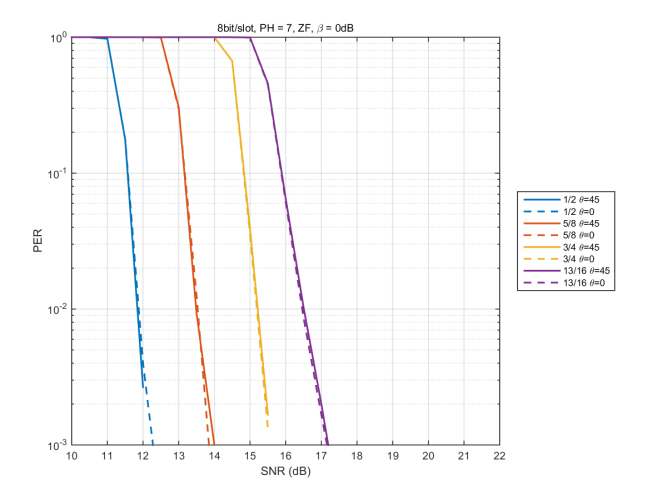 8bit/slot, PH = 7, ZF, β = 0dB
10^0
10^-1
10^-2
10^-3
PER
10 11 12 13 14 15 16 17 18 19 20 21 22
SNR (dB)
1/2 θ=45
1/2 θ=0
5/8 θ=45
5/8 θ=0
3/4 θ=45
3/4 θ=0
13/16 θ=45
13/16 θ=0